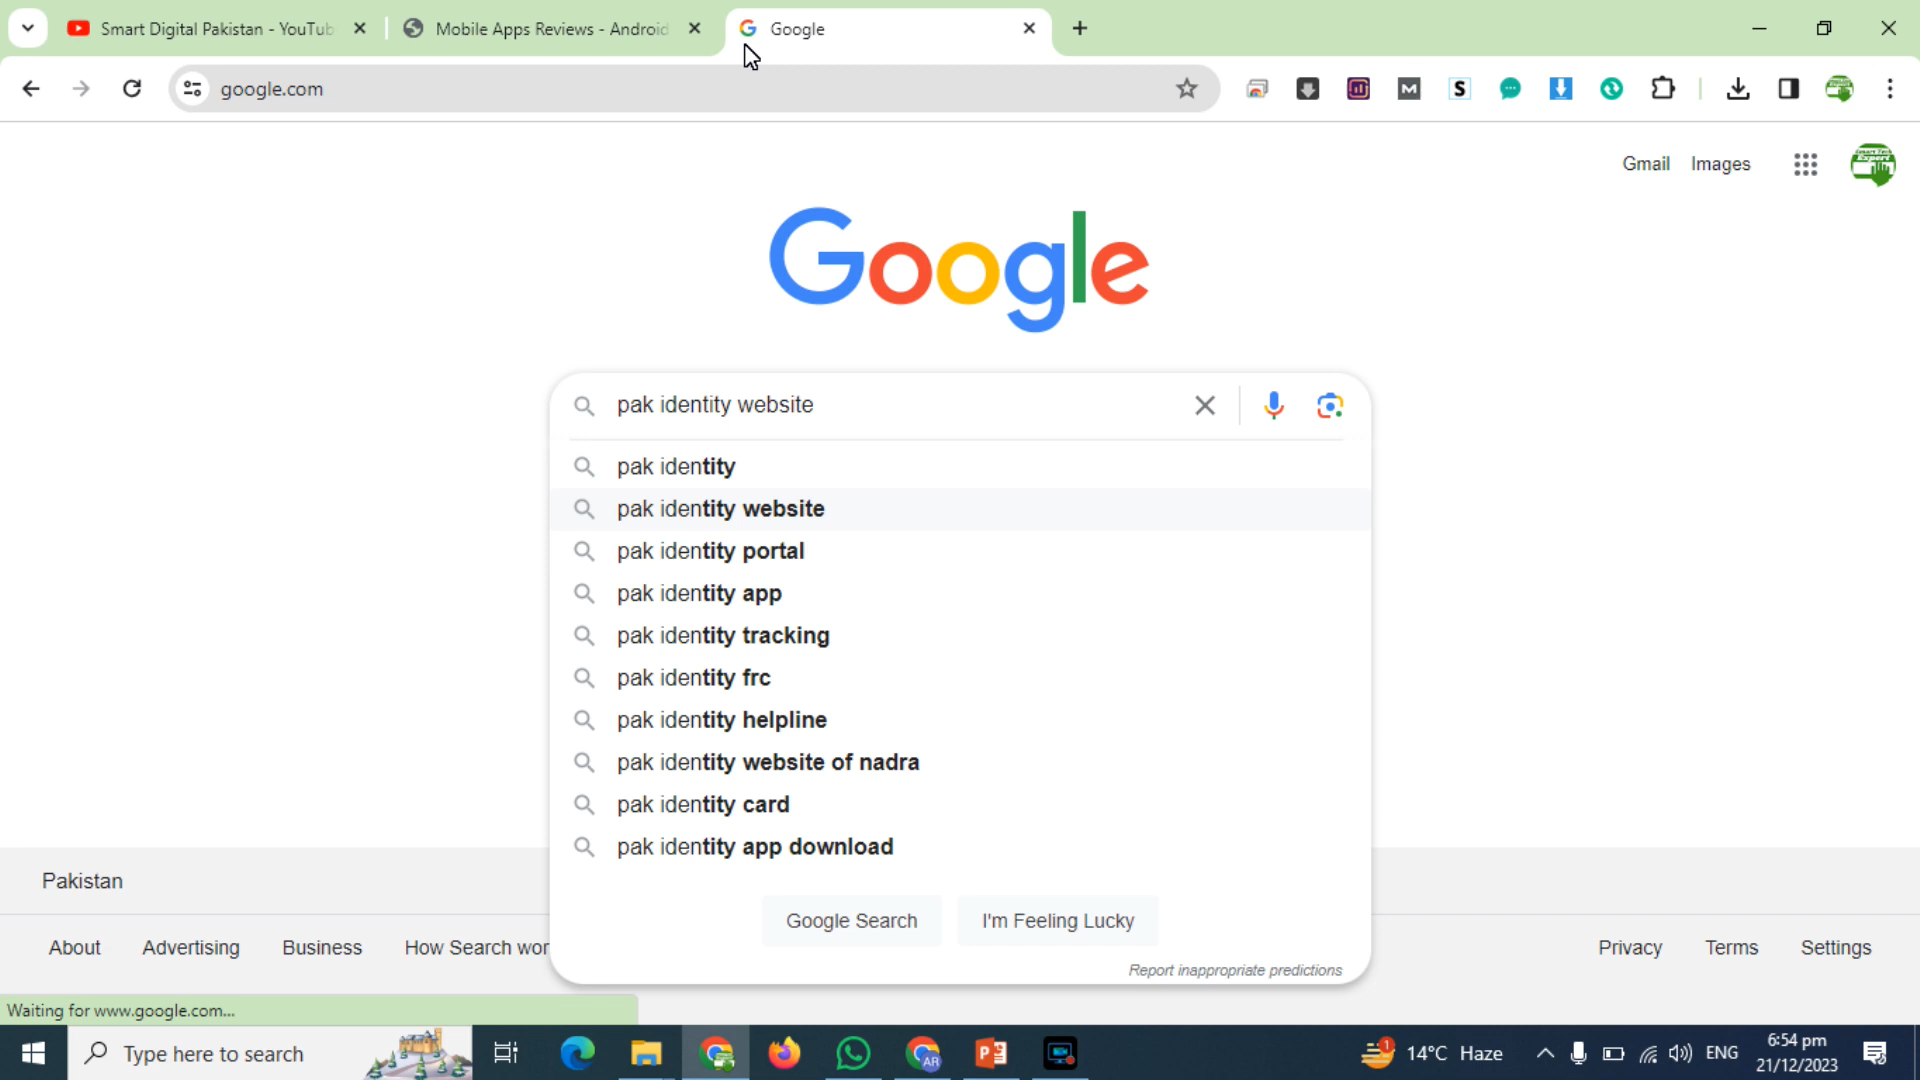 Smart Digital Pakistan - YouTub
Mobile Apps Reviews - Android
Google
google.com
Gmail
Images
Google
pak identity website
pak identity
pak identity website
pak identity portal
pak identity app
pak identity tracking
pak identity frc
pak identity helpline
pak identity website of nadra
pak identity card
pak identity app download
Google Search
I'm Feeling Lucky
Report inappropriate predictions
Pakistan
About
Advertising
Business
How Search wor
Privacy
Terms
Settings
Waiting for www.google.com...
Type here to search
14°C Haze
ENG
6:54 pm
21/12/2023